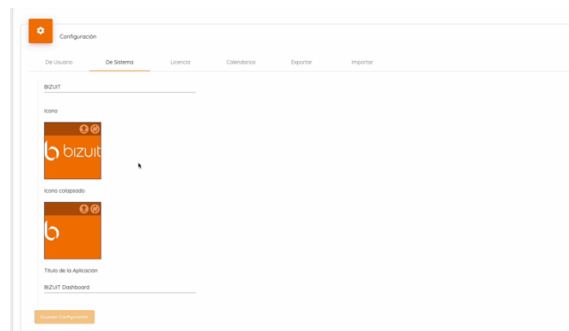 Configuración
De Usuario De Sistema Licencia Calendarios Exportar Importar
BIZUIT
Icono
bizuit
Icono colapsado
b
Título de la Aplicación
BIZUIT Dashboard
Guardar Configuración